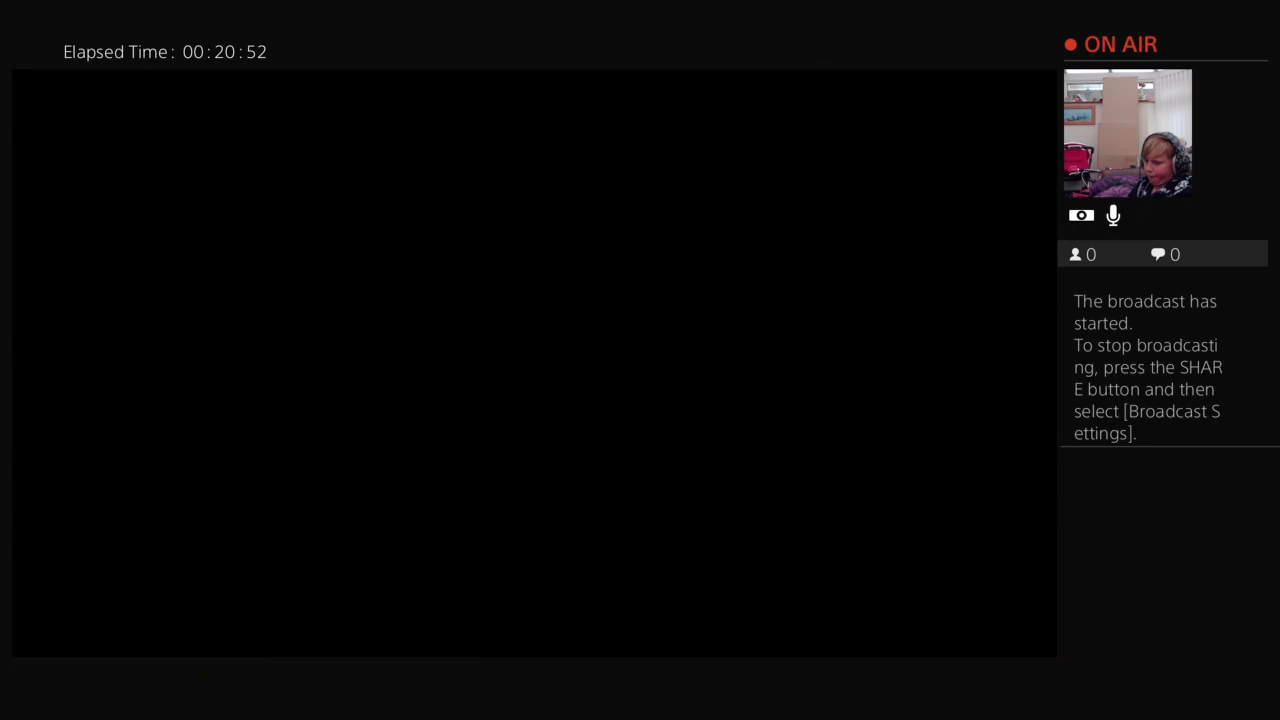 Elapsed Time: 00:20:52
ON AIR
0 0
The broadcast has
started.
To stop broadcasti
ng, press the SHAR
E button and then
select [Broadcast S
ettings].